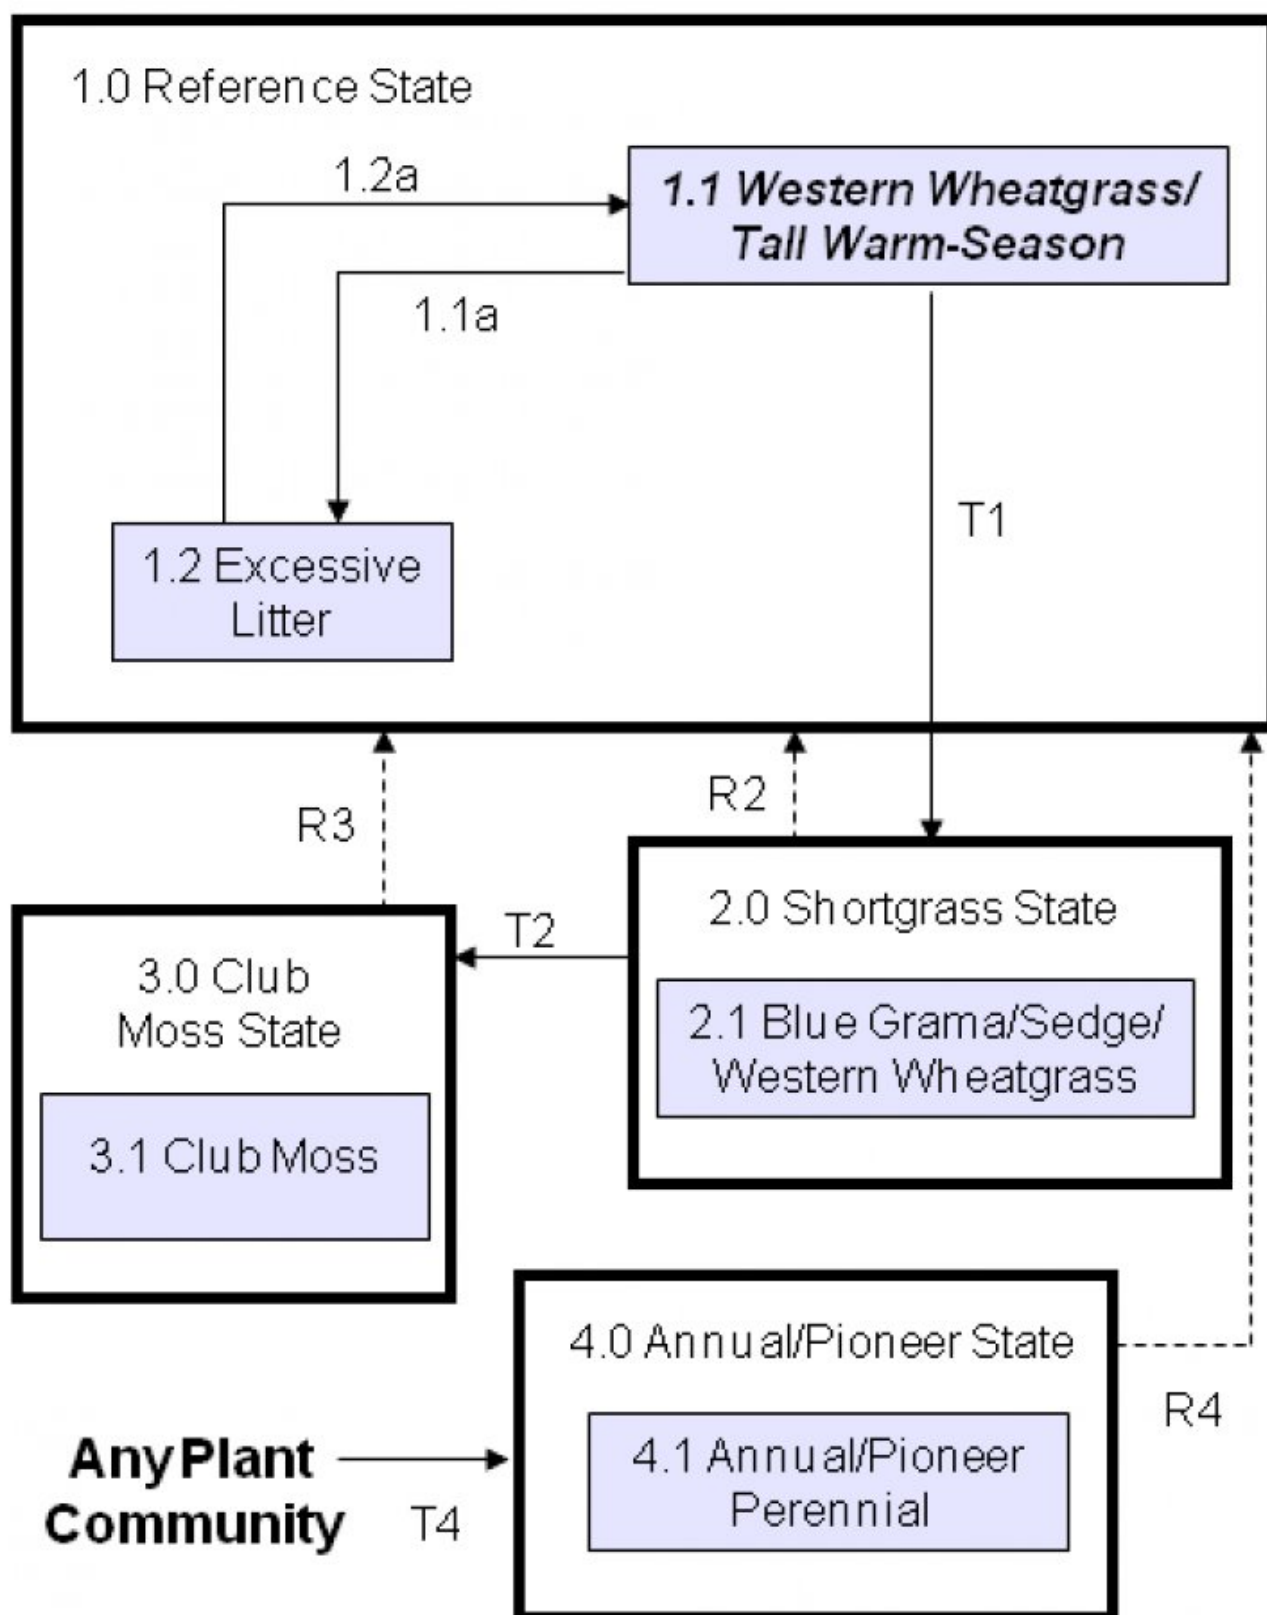 1.0 Reference State
1.2a
1.1 Western Wheatgrass/
Tall Warm-Season
1.1a
T1
1.2 Excessive
Litter
R3
R2
2.0 Shortgrass State
T2
3.0 Club
Moss State
2.1 Blue Grama/Sedge/
Western Wheatgrass
3.1 Club Moss
4.0 Annual/Pioneer State
R4
Any Plant
Community
T4
4.1 Annual/Pioneer
Perennial